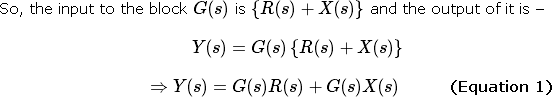 So, the input to the block G(s) is {R(s) + X(s)} and the output of it is –
Y(s) = G(s) {R(s) + X(s)}
⇒ Y(s) = G(s)R(s) + G(s)X(s) (Equation 1)